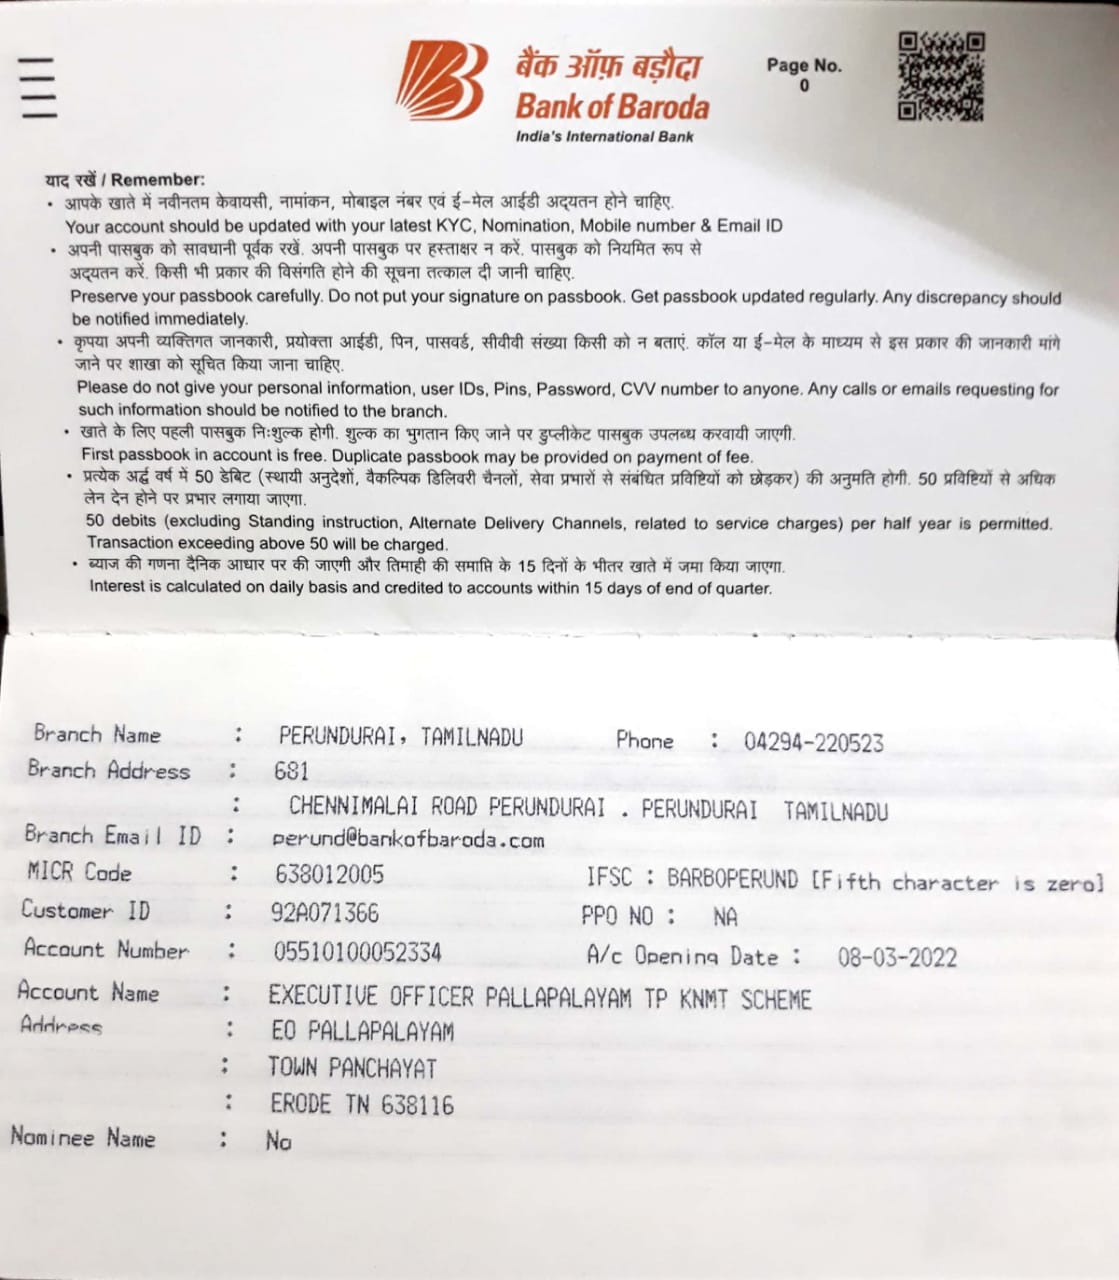 बैंक ऑफ़ बड़ौदा
Bank of Baroda
India's International Bank
Page No.
0
याद रखें / Remember:
• आपके खाते में नवीनतम केवायसी, नामांकन, मोबाइल नंबर एवं ई-मेल आईडी अद्यतन होने चाहिए.
Your account should be updated with your latest KYC, Nomination, Mobile number & Email ID
• अपनी पासबुक को सावधानी पूर्वक रखें. अपनी पासबुक पर हस्ताक्षर न करें. पासबुक को नियमित रूप से
अद्यतन करें. किसी भी प्रकार की विसंगति होने की सूचना तत्काल दी जानी चाहिए.
Preserve your passbook carefully. Do not put your signature on passbook. Get passbook updated regularly. Any discrepancy should
be notified immediately.
• कृपया अपनी व्यक्तिगत जानकारी, प्रयोक्ता आईडी, पिन, पासवर्ड, सीवीवी संख्या किसी को न बताएं. कॉल या ई-मेल के माध्यम से इस प्रकार की जानकारी मांगे
जाने पर शाखा को सूचित किया जाना चाहिए.
Please do not give your personal information, user IDs, Pins, Password, CVV number to anyone. Any calls or emails requesting for
such information should be notified to the branch.
• खाते के लिए पहली पासबुक निःशुल्क होगी. शुल्क का भुगतान किए जाने पर डुप्लीकेट पासबुक उपलब्ध करवायी जाएगी.
First passbook in account is free. Duplicate passbook may be provided on payment of fee.
• प्रत्येक अर्द्ध वर्ष में 50 डेबिट (स्थायी अनुदेशों, वैकल्पिक डिलिवरी चैनलों, सेवा प्रभारों से संबंधित प्रविष्टियों को छोड़कर) की अनुमति होगी. 50 प्रविष्टियों से अधिक
लेन देन होने पर प्रभार लगाया जाएगा.
50 debits (excluding Standing instruction, Alternate Delivery Channels, related to service charges) per half year is permitted.
Transaction exceeding above 50 will be charged.
• ब्याज की गणना दैनिक आधार पर की जाएगी और तिमाही की समाप्ति के 15 दिनों के भीतर खाते में जमा किया जाएगा.
Interest is calculated on daily basis and credited to accounts within 15 days of end of quarter.
Branch Name : PERUNDURAI, TAMILNADU Phone : 04294-220523
Branch Address : 681
: CHENNIMALAI ROAD PERUNDURAI . PERUNDURAI TAMILNADU
Branch Email ID : perund@bankofbaroda.com
MICR Code : 638012005 IFSC : BARB0PERUND [Fifth character is zero]
Customer ID : 92A071366 PPO NO : NA
Account Number : 05510100052334 A/c Opening Date : 08-03-2022
Account Name : EXECUTIVE OFFICER PALLAPALAYAM TP KNMT SCHEME
Address : EO PALLAPALAYAM
: TOWN PANCHAYAT
: ERODE TN 638116
Nominee Name : No